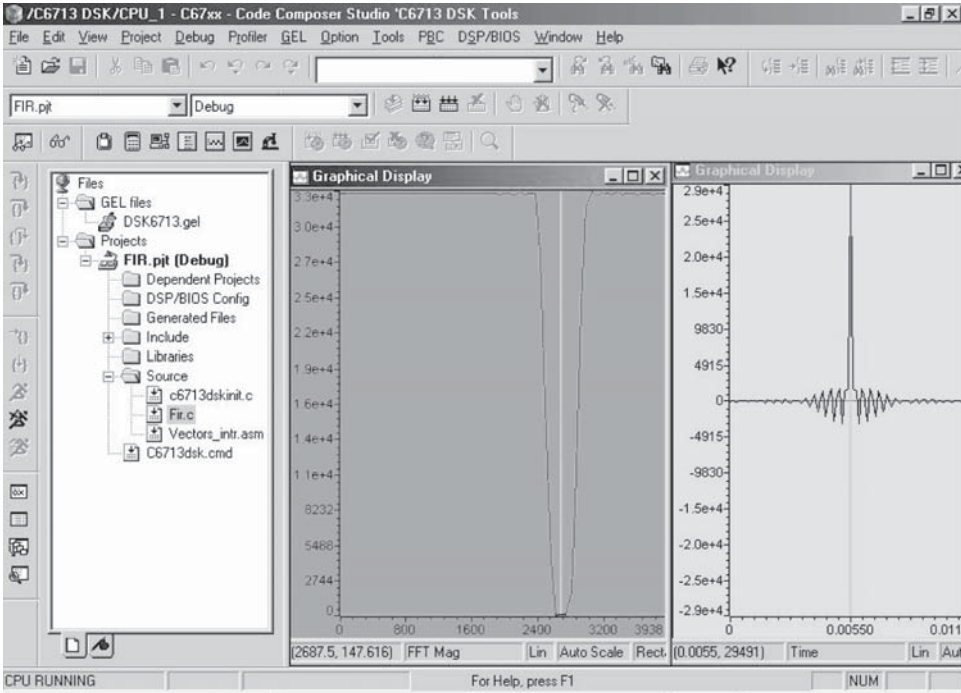 /C6713 DSK/CPU_1 - C67xx - Code Composer Studio 'C6713 DSK Tools
File Edit View Project Debug Profiler GEL Option Tools PBC DSP/BIOS Window Help
FIR.pjt Debug
Files
GEL files
DSK6713.gel
Projects
FIR.pjt (Debug)
Dependent Projects
DSP/BIOS Config
Generated Files
Include
Libraries
Source
c6713dskinit.c
Fir.c
Vectors_intr.asm
C6713dsk.cmd
Graphical Display
3.3e+4
3.0e+4
2.7e+4
2.5e+4
2.2e+4
1.9e+4
1.6e+4
1.4e+4
1.1e+4
8232
5488
2744
0
0 800 1600 2400 3200 3938
(2687.5, 147.616) FFT Mag Lin Auto Scale Rect
Graphical Display
2.9e+4
2.5e+4
2.0e+4
1.5e+4
9830
4915
0
-4915
-9830
-1.5e+4
-2.0e+4
-2.5e+4
-2.9e+4
0 0.00550 0.011
(0.0055, 29491) Time Lin Aut
CPU RUNNING For Help, press F1 NUM